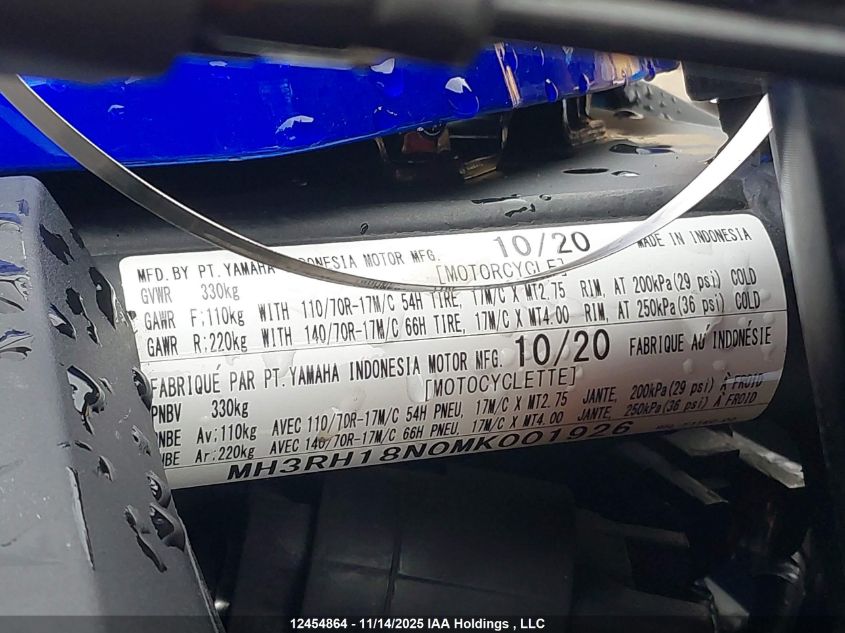 MFD. BY PT. YAMAHA INDONESIA MOTOR MFG. 10/20 MADE IN INDONESIA
[MOTORCYCLE]
GVWR 330kg
GAWR F:110kg WITH 110/70R-17M/C 54H TIRE, 17M/C X MT2.75 RIM, AT 200kPa(29 psi) COLD
GAWR R:220kg WITH 140/70R-17M/C 66H TIRE, 17M/C X MT4.00 RIM, AT 250kPa(36 psi) COLD
FABRIQUÉ PAR PT. YAMAHA INDONESIA MOTOR MFG. 10/20 FABRIQUE AU INDONÉSIE
[MOTOCYCLETTE]
PNBV 330kg
PNBE Av:110kg AVEC 110/70R-17M/C 54H PNEU, 17M/C X MT2.75 JANTE, 200kPa(29 psi) À FROID
PNBE Ar:220kg AVEC 140/70R-17M/C 66H PNEU, 17M/C X MT4.00 JANTE, 250kPa(36 psi) À FROID
MH3RH18N0MK001926
12454864 - 11/14/2025 IAA Holdings , LLC